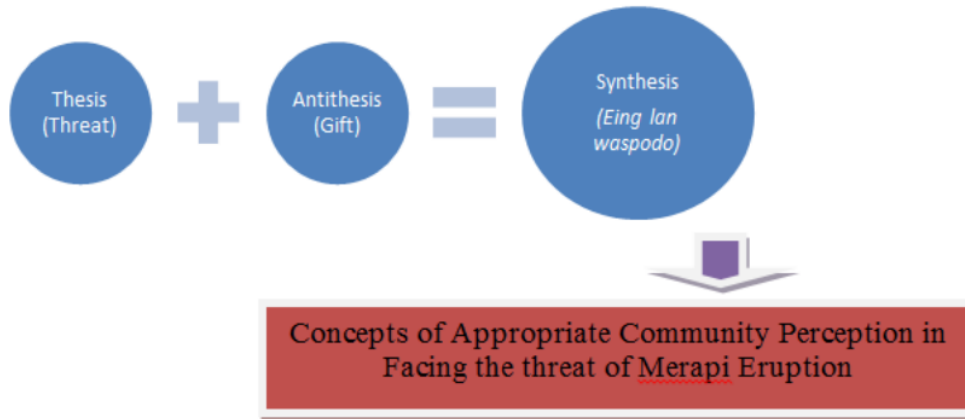 Thesis
(Threat)
Antithesis
(Gift)
Synthesis
(Eing lan
waspodo)
Concepts of Appropriate Community Perception in
Facing the threat of Merapi Eruption